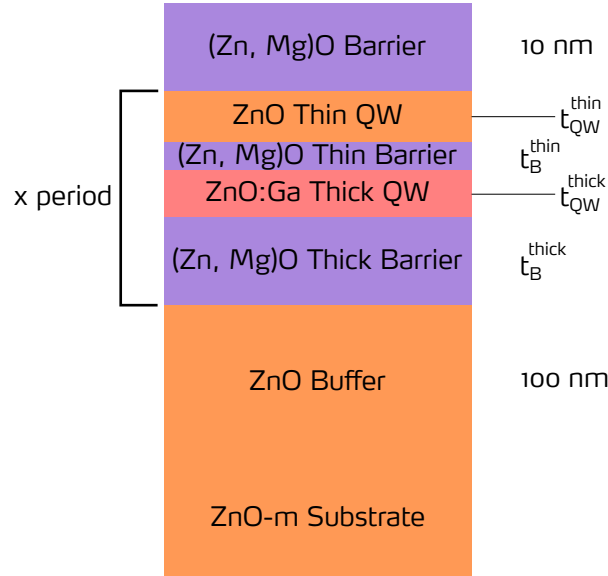 (Zn, Mg)O Barrier 10 nm
ZnO Thin QW t_QW^thin
(Zn, Mg)O Thin Barrier t_B^thin
ZnO:Ga Thick QW t_QW^thick
x period
(Zn, Mg)O Thick Barrier t_B^thick
ZnO Buffer 100 nm
ZnO-m Substrate